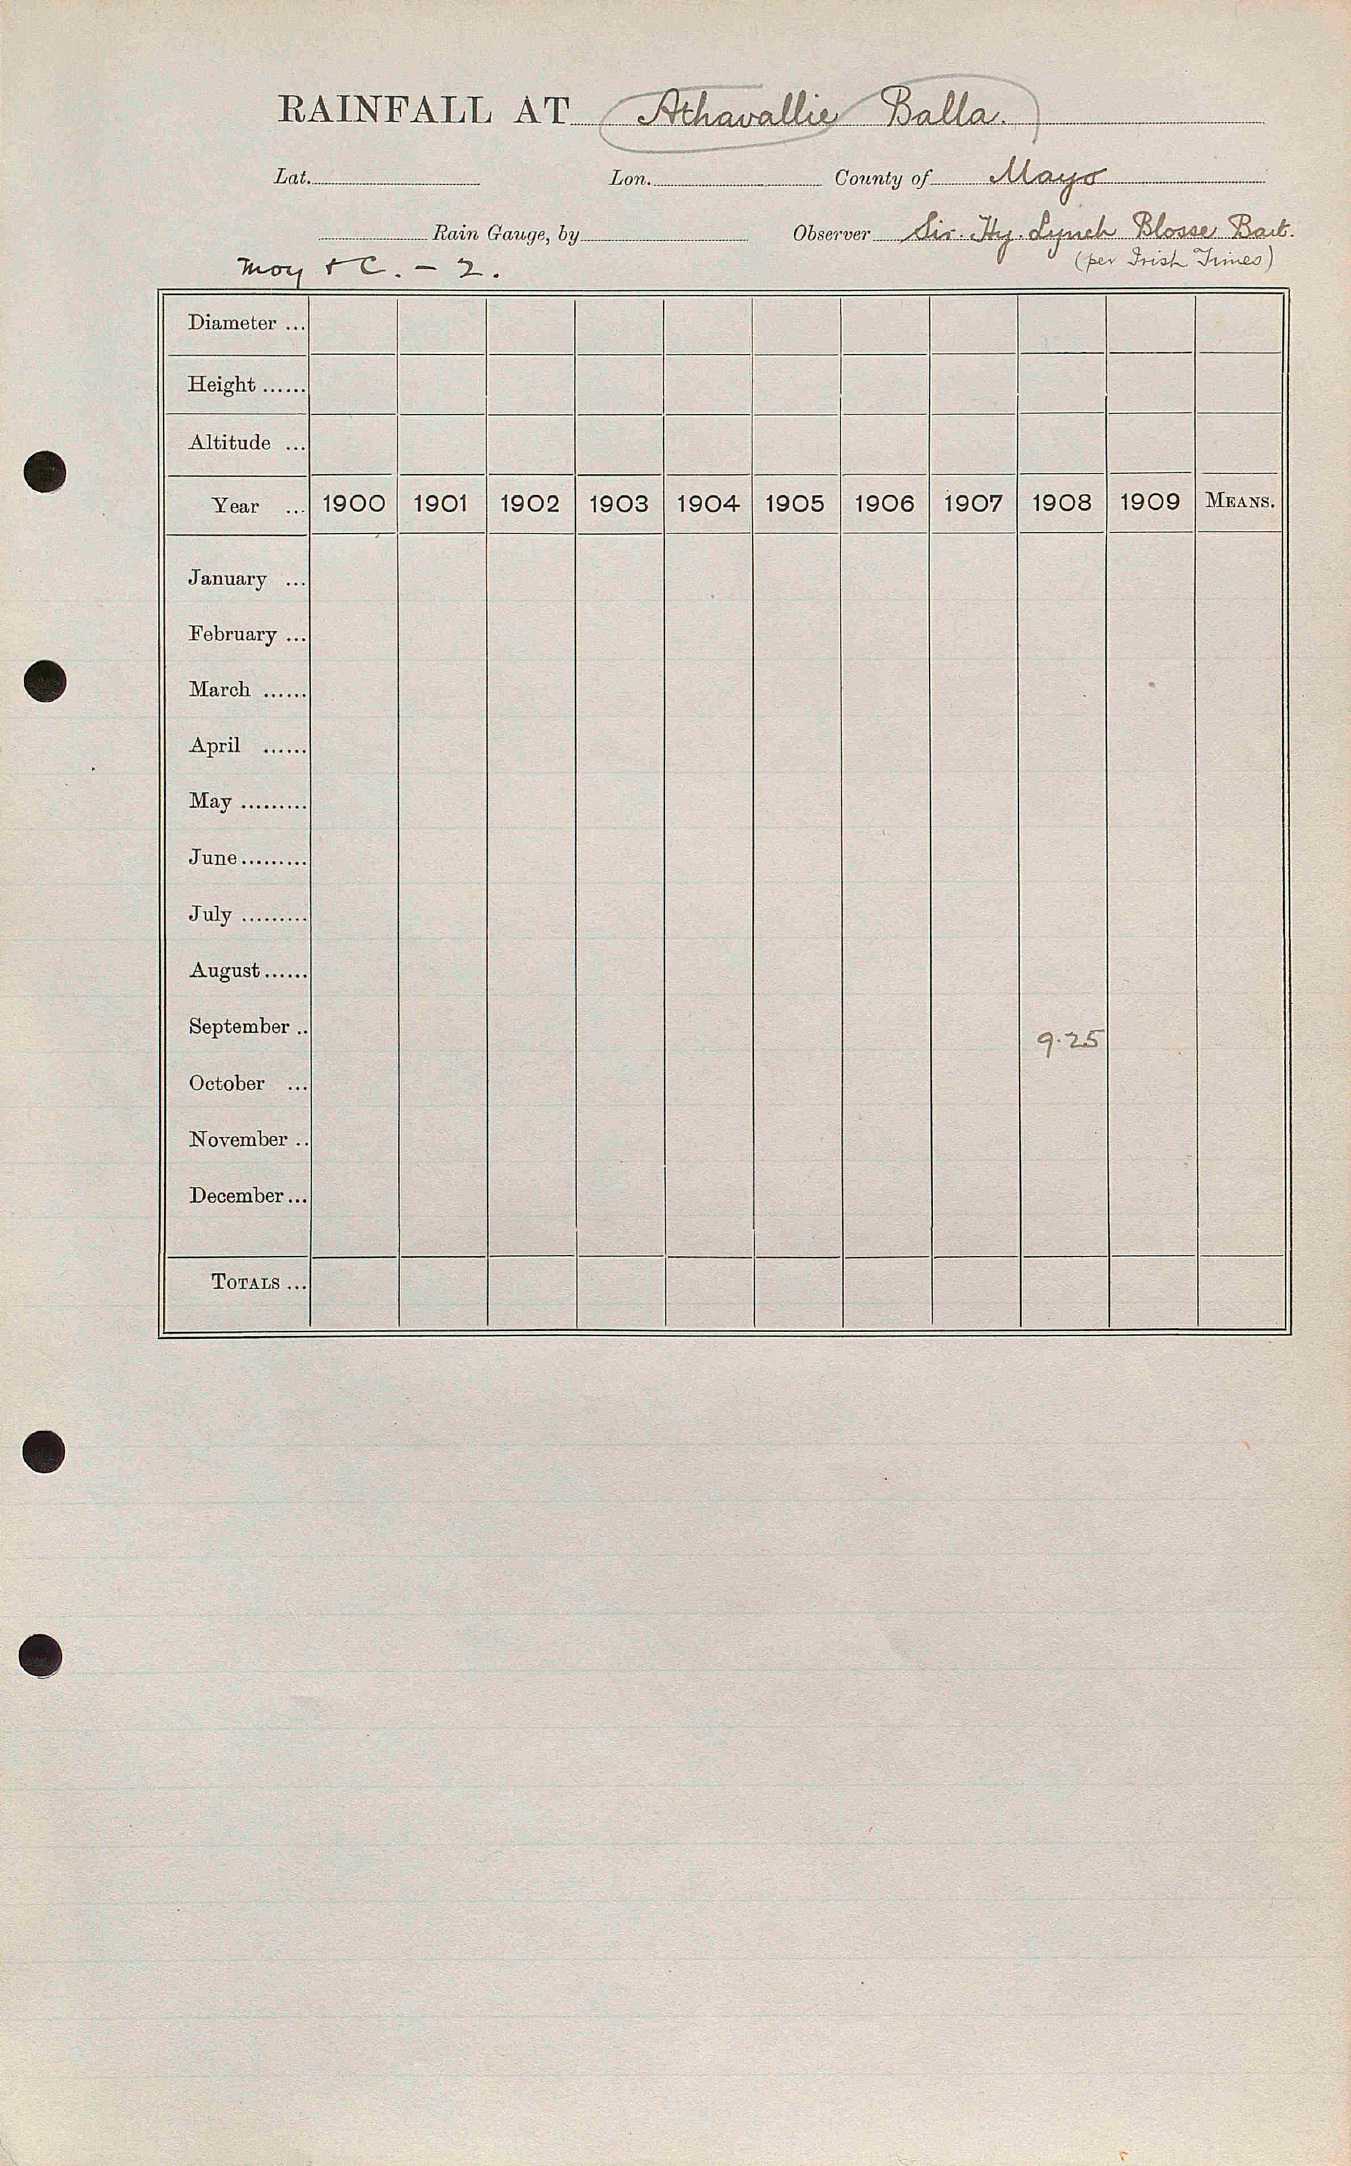 RAINFALL AT Athavallie Balla.
Lat. Lon. County of Mayo
Rain Gauge, by Observer Sir. Hy. Lynch Blosse Bart.
(per Irish Times)
Moy & C. - 2.
Diameter ...
Height ......
Altitude ...
Year ... 1900 1901 1902 1903 1904 1905 1906 1907 1908 1909 MEANS.
January ...
February ...
March ......
April ......
May .........
June .........
July .........
August ......
September .. 9.25
October ...
November ..
December ...
TOTALS ...